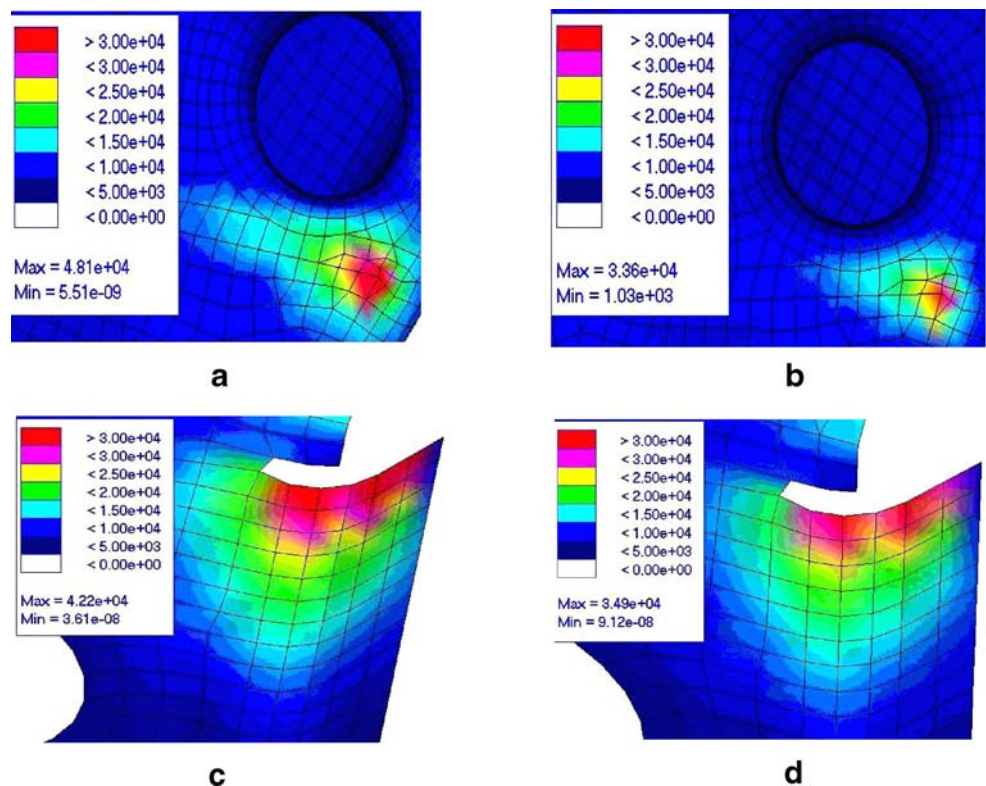 > 3.00e+04
< 3.00e+04
< 2.50e+04
< 2.00e+04
< 1.50e+04
< 1.00e+04
< 5.00e+03
< 0.00e+00
Max = 4.81e+04
Min = 5.51e-09
a
> 3.00e+04
< 3.00e+04
< 2.50e+04
< 2.00e+04
< 1.50e+04
< 1.00e+04
< 5.00e+03
< 0.00e+00
Max = 3.36e+04
Min = 1.03e+03
b
> 3.00e+04
< 3.00e+04
< 2.50e+04
< 2.00e+04
< 1.50e+04
< 1.00e+04
< 5.00e+03
< 0.00e+00
Max = 4.22e+04
Min = 3.61e-08
c
> 3.00e+04
< 3.00e+04
< 2.50e+04
< 2.00e+04
< 1.50e+04
< 1.00e+04
< 5.00e+03
< 0.00e+00
Max = 3.49e+04
Min = 9.12e-08
d